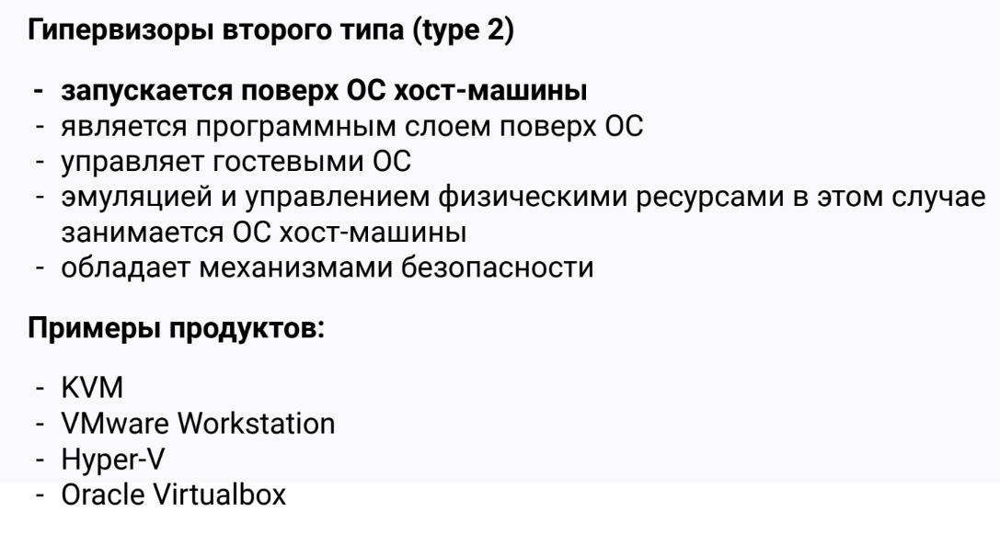 Гипервизоры второго типа (type 2)
- запускается поверх ОС хост-машины
- является программным слоем поверх ОС
- управляет гостевыми ОС
- эмуляцией и управлением физическими ресурсами в этом случае
занимается ОС хост-машины
- обладает механизмами безопасности
Примеры продуктов:
- KVM
- VMware Workstation
- Hyper-V
- Oracle Virtualbox